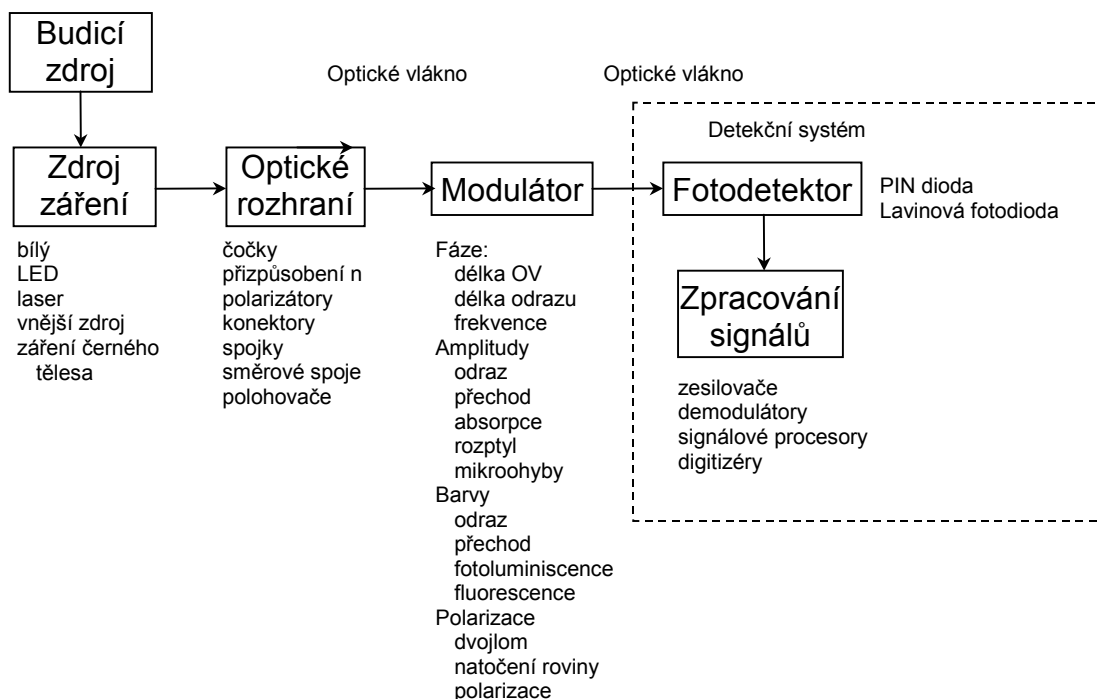 Budicí
zdroj
Optické vlákno
Optické vlákno
Detekční systém
Zdroj
záření
Optické
rozhraní
Modulátor
Fotodetektor
PIN dioda
Lavinová fotodioda
bílý
LED
laser
vnější zdroj
záření černého
tělesa
čočky
přizpůsobení n
polarizátory
konektory
spojky
směrové spoje
polohovače
Fáze:
délka OV
délka odrazu
frekvence
Amplitudy
odraz
přechod
absorpce
rozptyl
mikroohyby
Barvy
odraz
přechod
fotoluminiscence
fluorescence
Polarizace
dvojlom
natočení roviny
polarizace
Zpracování
signálů
zesilovače
demodulátory
signálové procesory
digitizéry